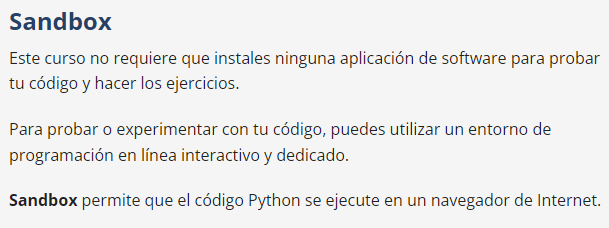 Sandbox
Este curso no requiere que instales ninguna aplicación de software para probar
tu código y hacer los ejercicios.
Para probar o experimentar con tu código, puedes utilizar un entorno de
programación en línea interactivo y dedicado.
Sandbox permite que el código Python se ejecute en un navegador de Internet.